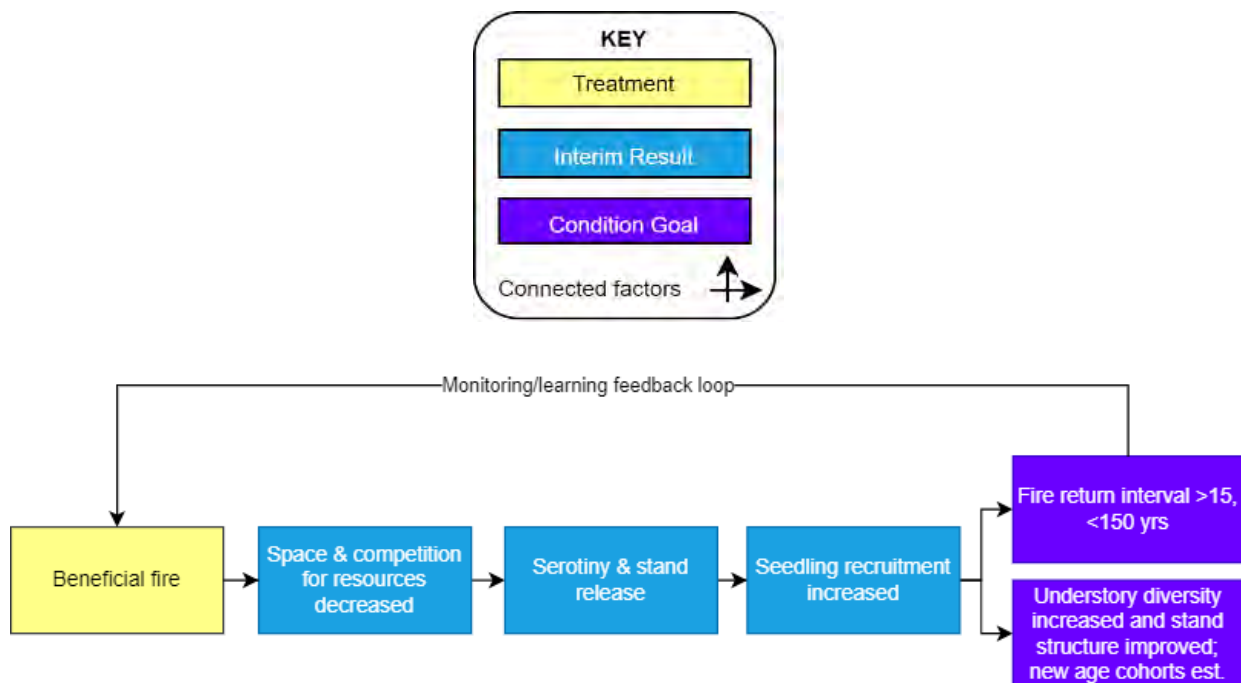 KEY
Treatment
Interim Result
Condition Goal
Connected factors
Monitoring/learning feedback loop
Beneficial fire
Space & competition
for resources
decreased
Serotiny & stand
release
Seedling recruitment
increased
Fire return interval >15,
<150 yrs
Understory diversity
increased and stand
structure improved;
new age cohorts est.